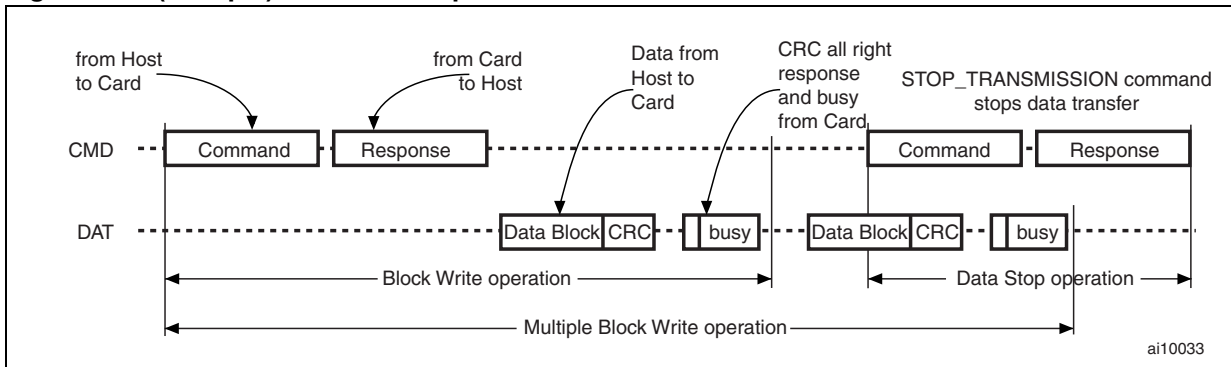 from Host
to Card
from Card
to Host
Data from
Host to
Card
CRC all right
response
and busy
from Card
STOP_TRANSMISSION command
stops data transfer
CMD
Command
Response
Command
Response
DAT
Data Block
CRC
busy
Data Block
CRC
busy
Block Write operation
Data Stop operation
Multiple Block Write operation
ai10033